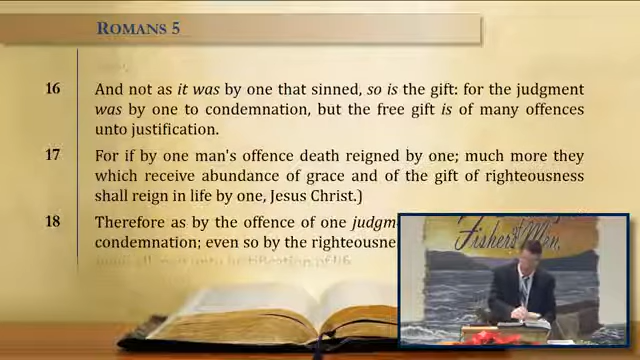 ROMANS 5
16 And not as it was by one that sinned, so is the gift: for the judgment
was by one to condemnation, but the free gift is of many offences
unto justification.
17 For if by one man's offence death reigned by one; much more they
which receive abundance of grace and of the gift of righteousness
shall reign in life by one, Jesus Christ.)
18 Therefore as by the offence of one
condemnation; even so by the
Fishers
of
Men